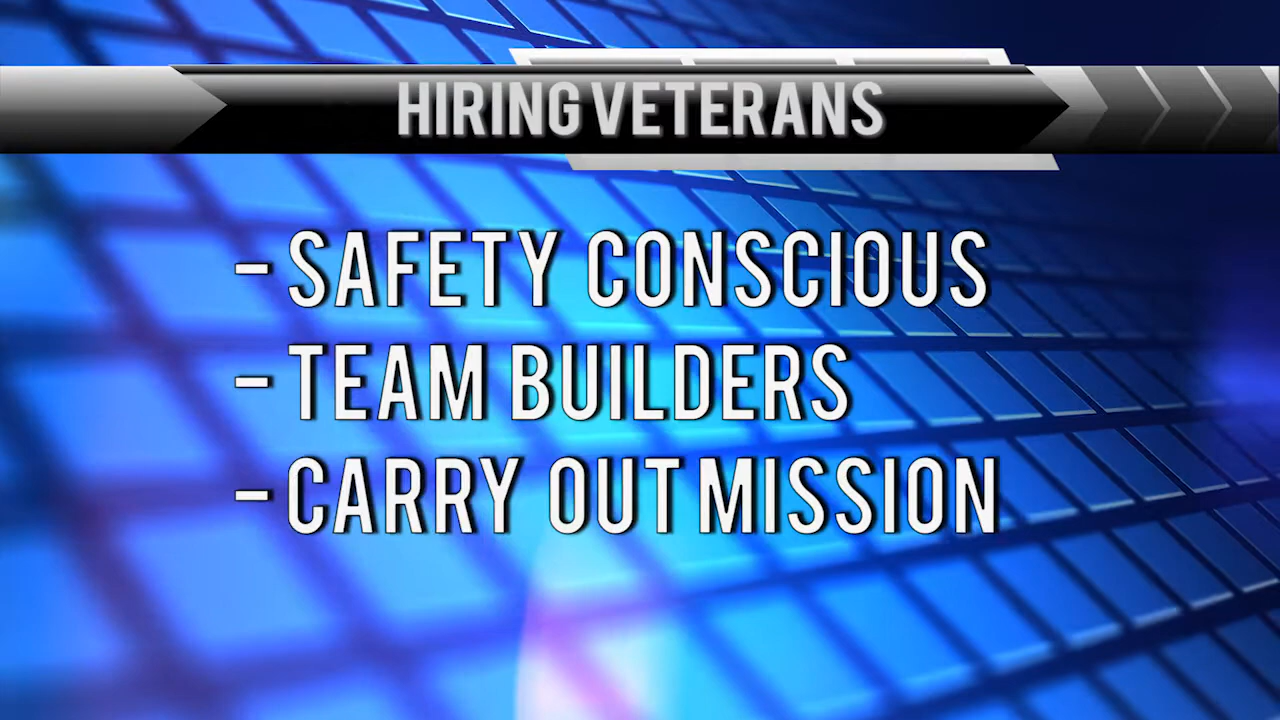 HIRING VETERANS
- SAFETY CONSCIOUS
- TEAM BUILDERS
- CARRY OUT MISSION